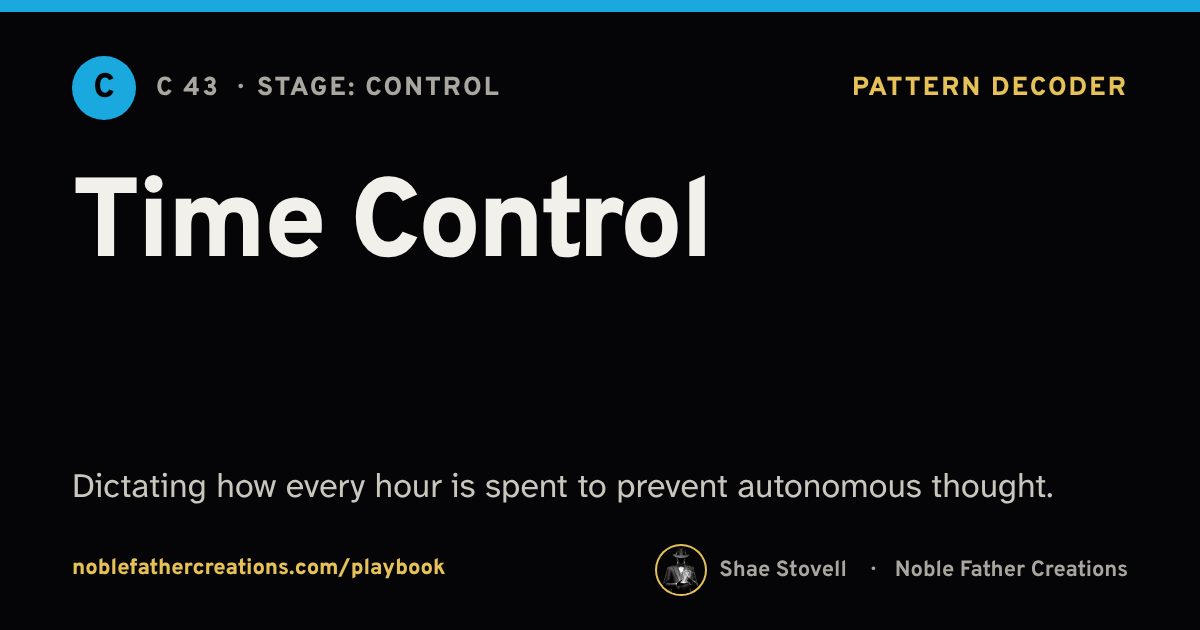 C
C 43 · STAGE: CONTROL
PATTERN DECODER
Time Control
Dictating how every hour is spent to prevent autonomous thought.
noblefathercreations.com/playbook
Shae Stovell · Noble Father Creations